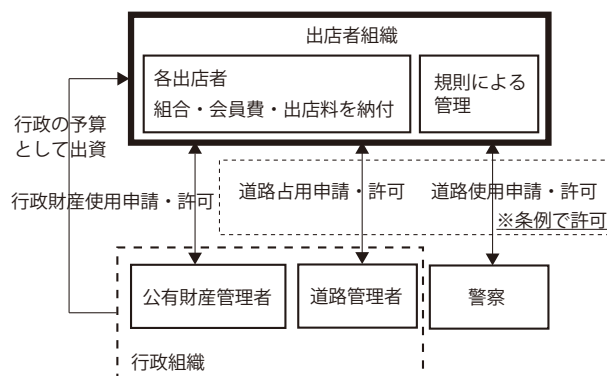 出店者組織
各出店者
組合・会員費・出店料を納付
規則による
管理
行政の予算
として出資
行政財産使用申請・許可
道路占用申請・許可
道路使用申請・許可
※条例で許可
公有財産管理者
道路管理者
警察
行政組織